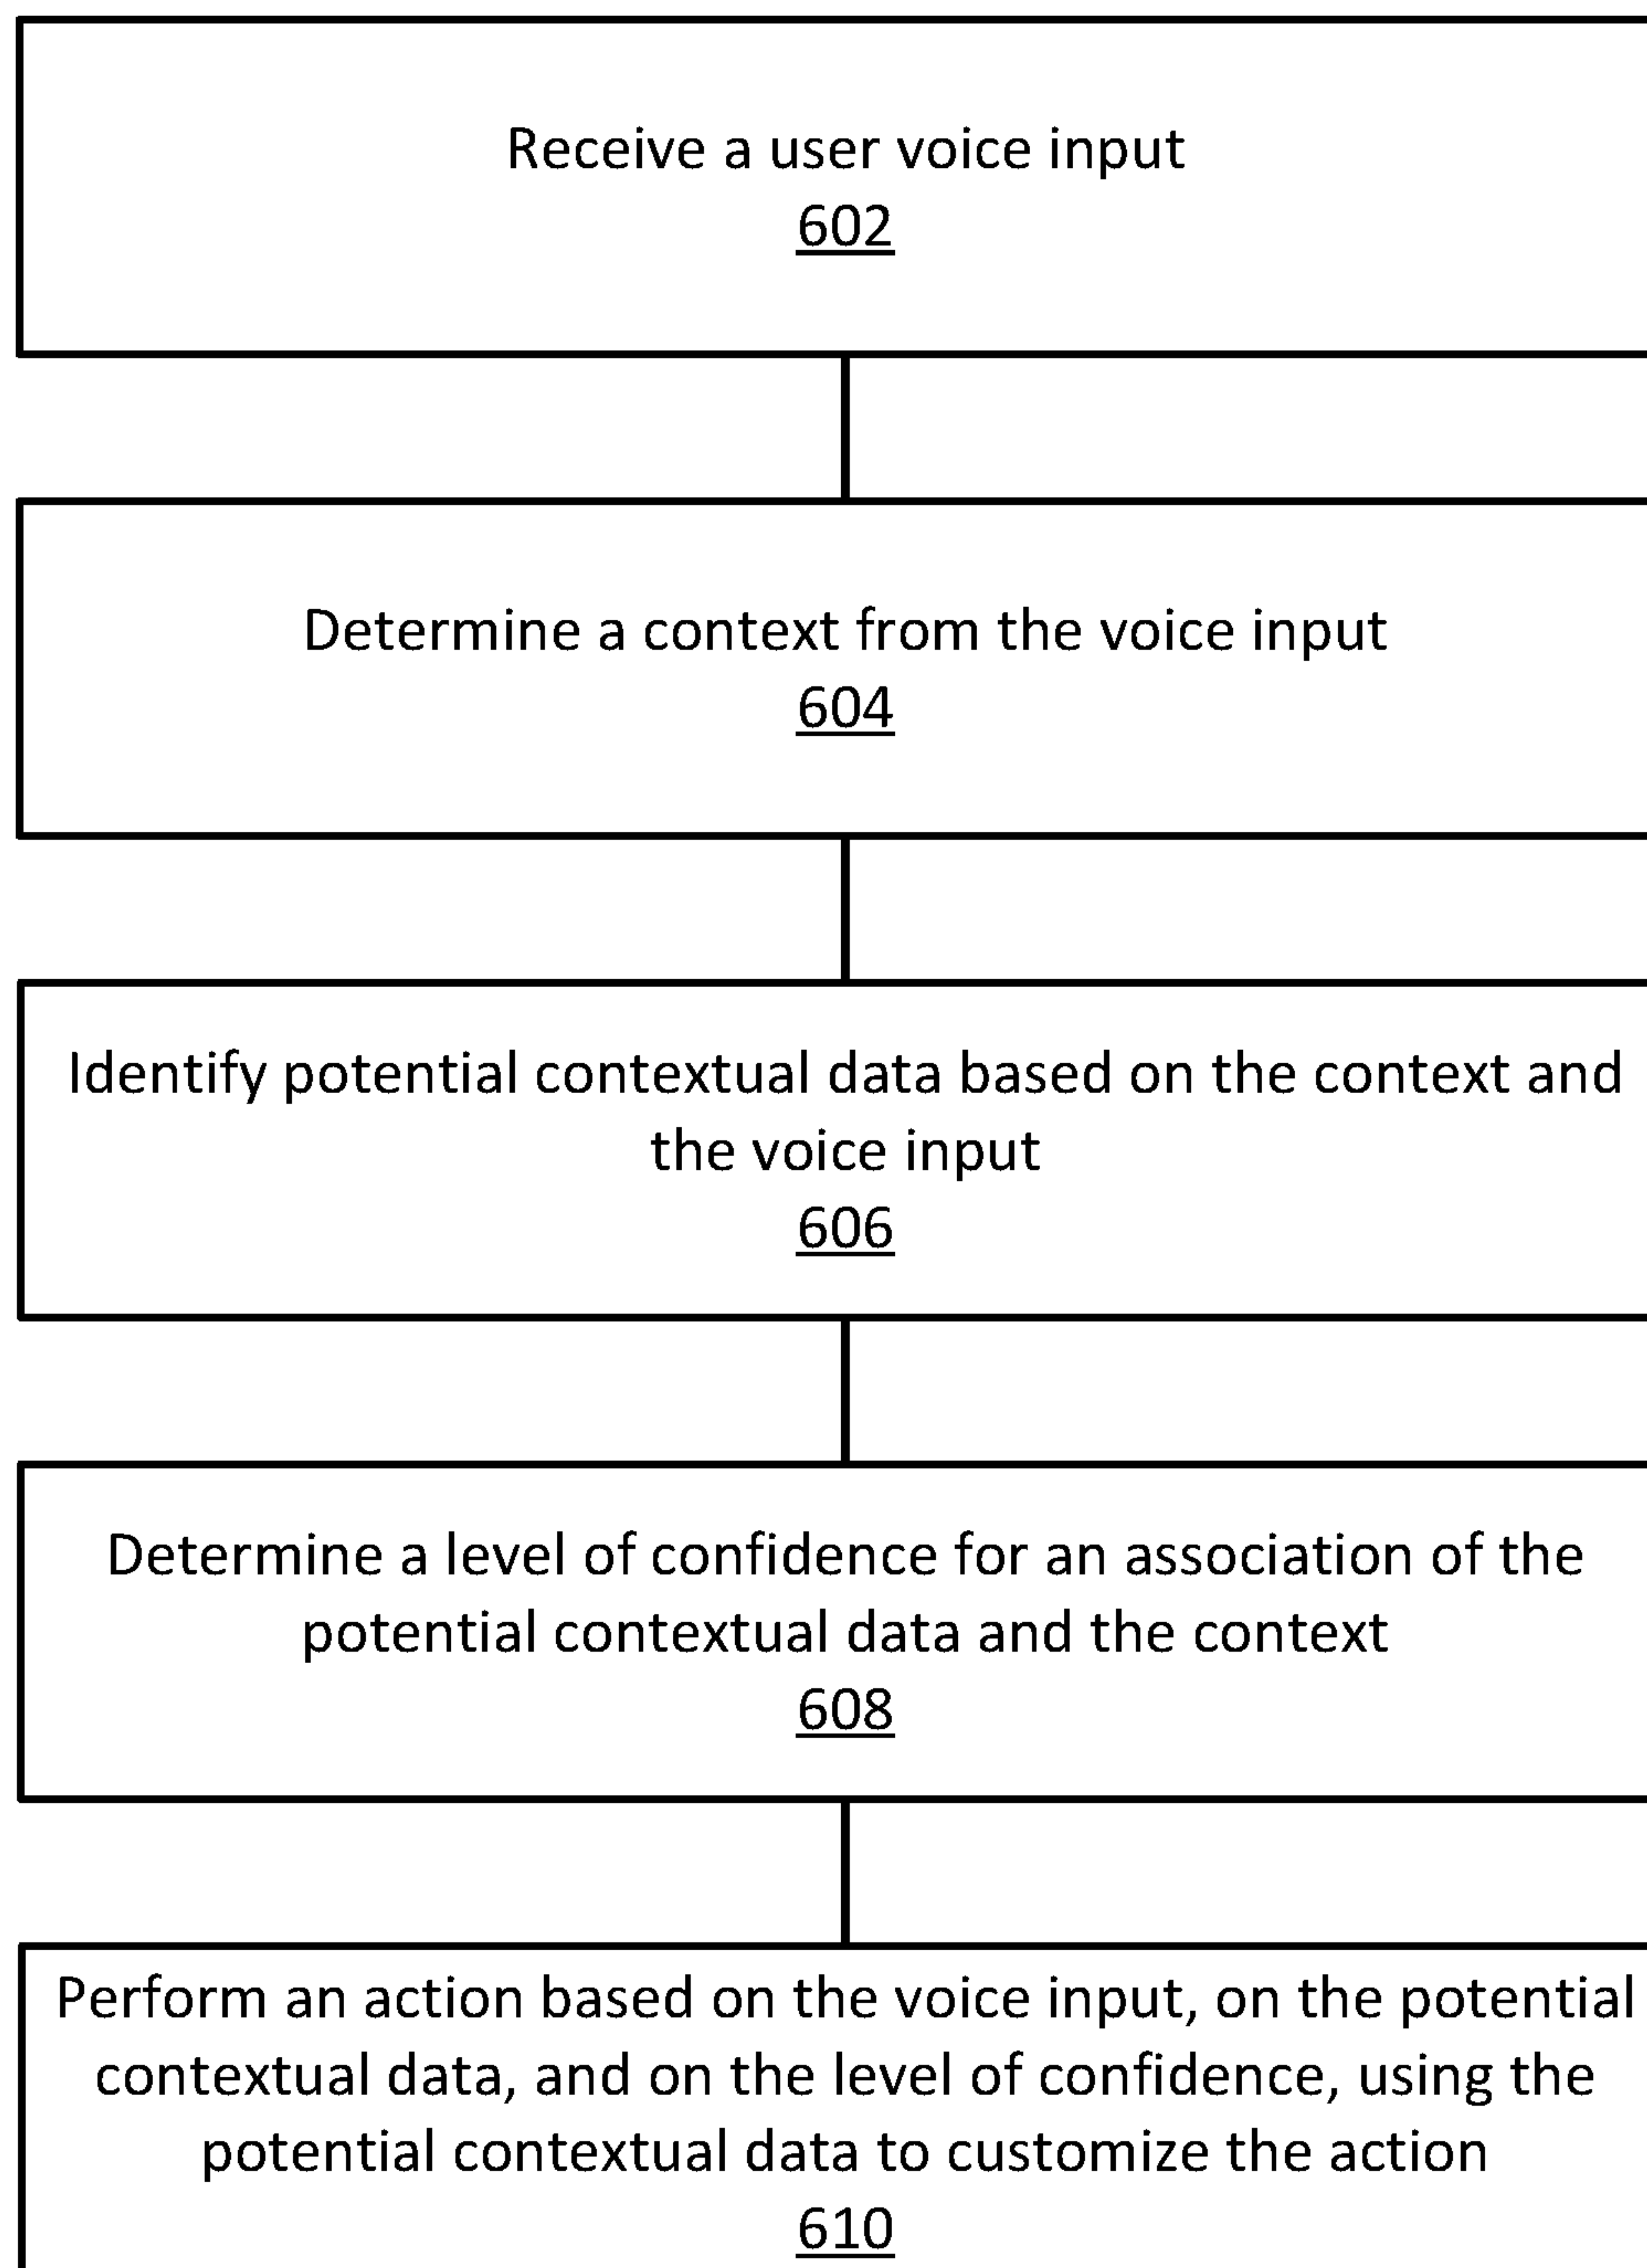 Receive a user voice input
602
Determine a context from the voice input
604
Identify potential contextual data based on the context and
the voice input
606
Determine a level of confidence for an association of the
potential contextual data and the context
608
Perform an action based on the voice input, on the potential
contextual data, and on the level of confidence, using the
potential contextual data to customize the action
610